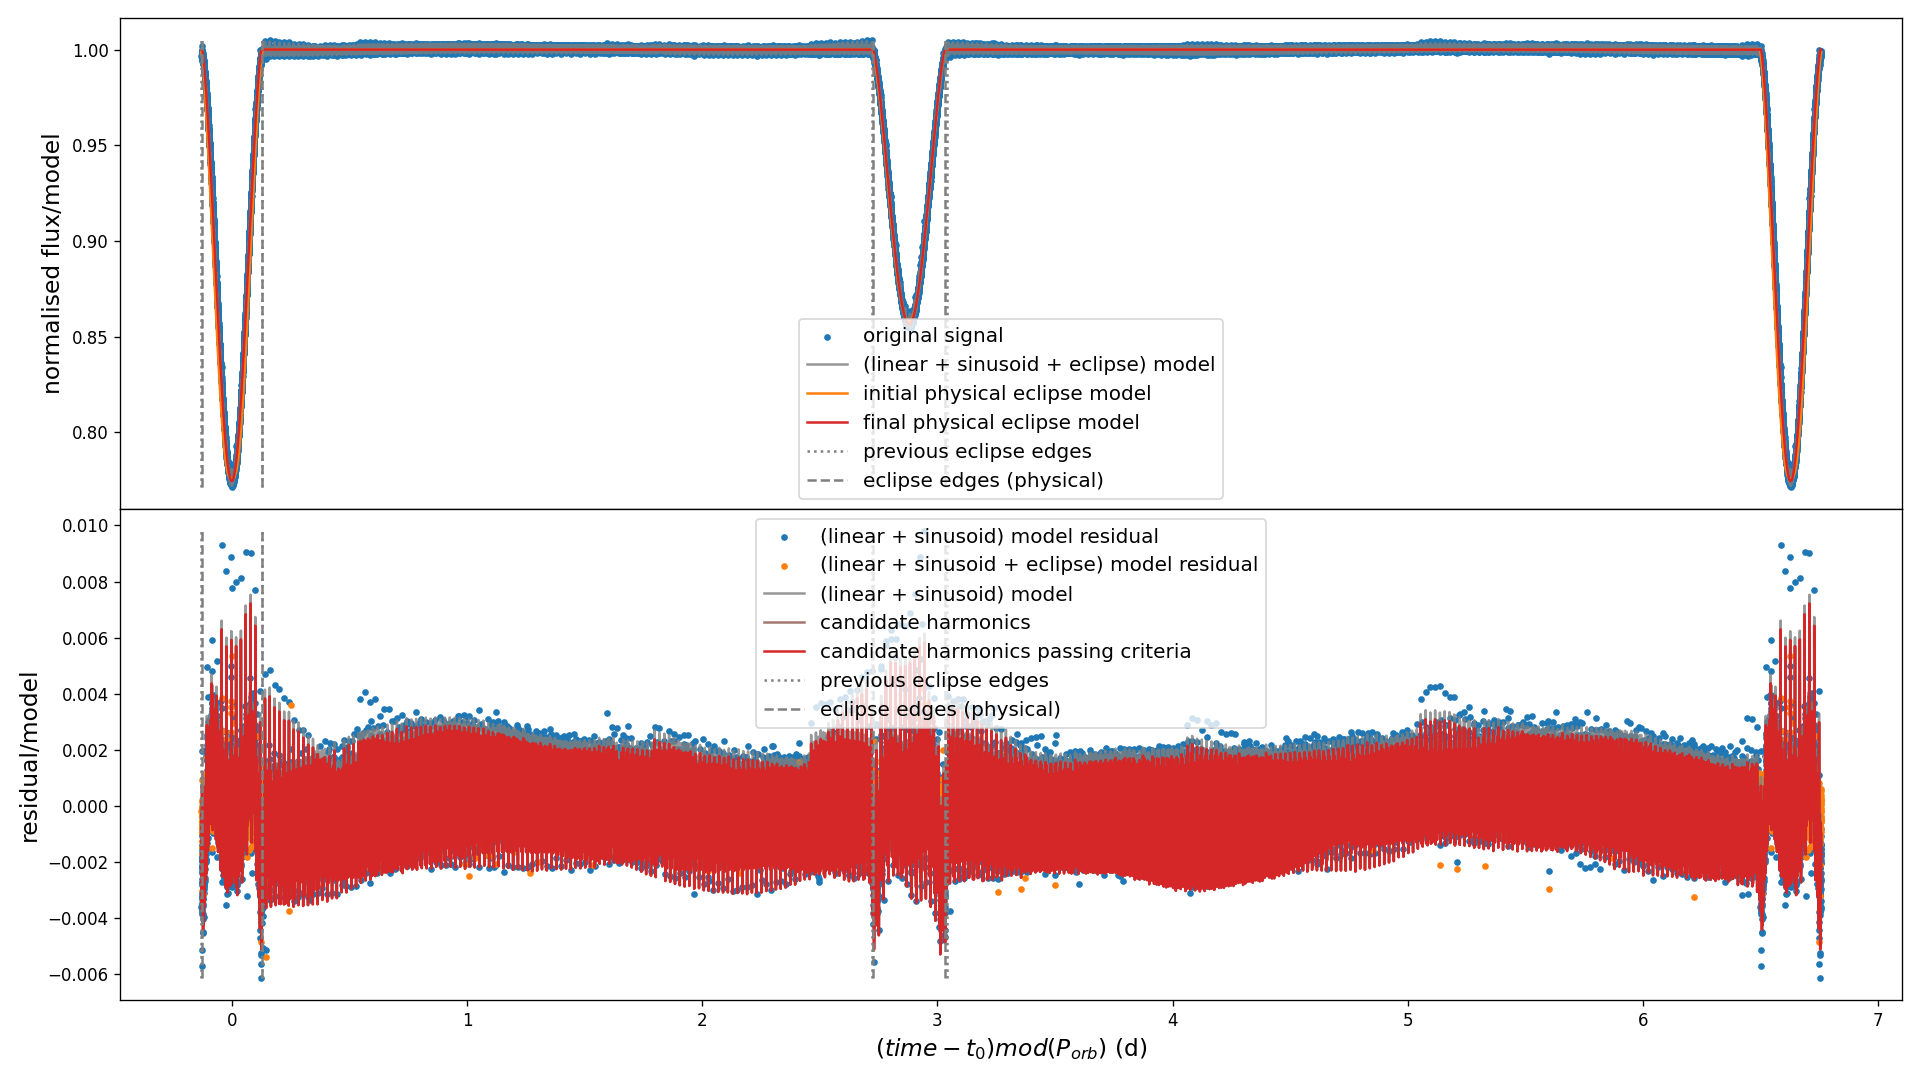 normalised flux/model
1.00
0.95
0.90
0.85
0.80
original signal
(linear + sinusoid + eclipse) model
initial physical eclipse model
final physical eclipse model
previous eclipse edges
eclipse edges (physical)
residual/model
0.010
0.008
0.006
0.004
0.002
0.000
−0.002
−0.004
−0.006
(linear + sinusoid) model residual
(linear + sinusoid + eclipse) model residual
(linear + sinusoid) model
candidate harmonics
candidate harmonics passing criteria
previous eclipse edges
eclipse edges (physical)
0 1 2 3 4 5 6 7
(time − t₀)mod(P_orb) (d)